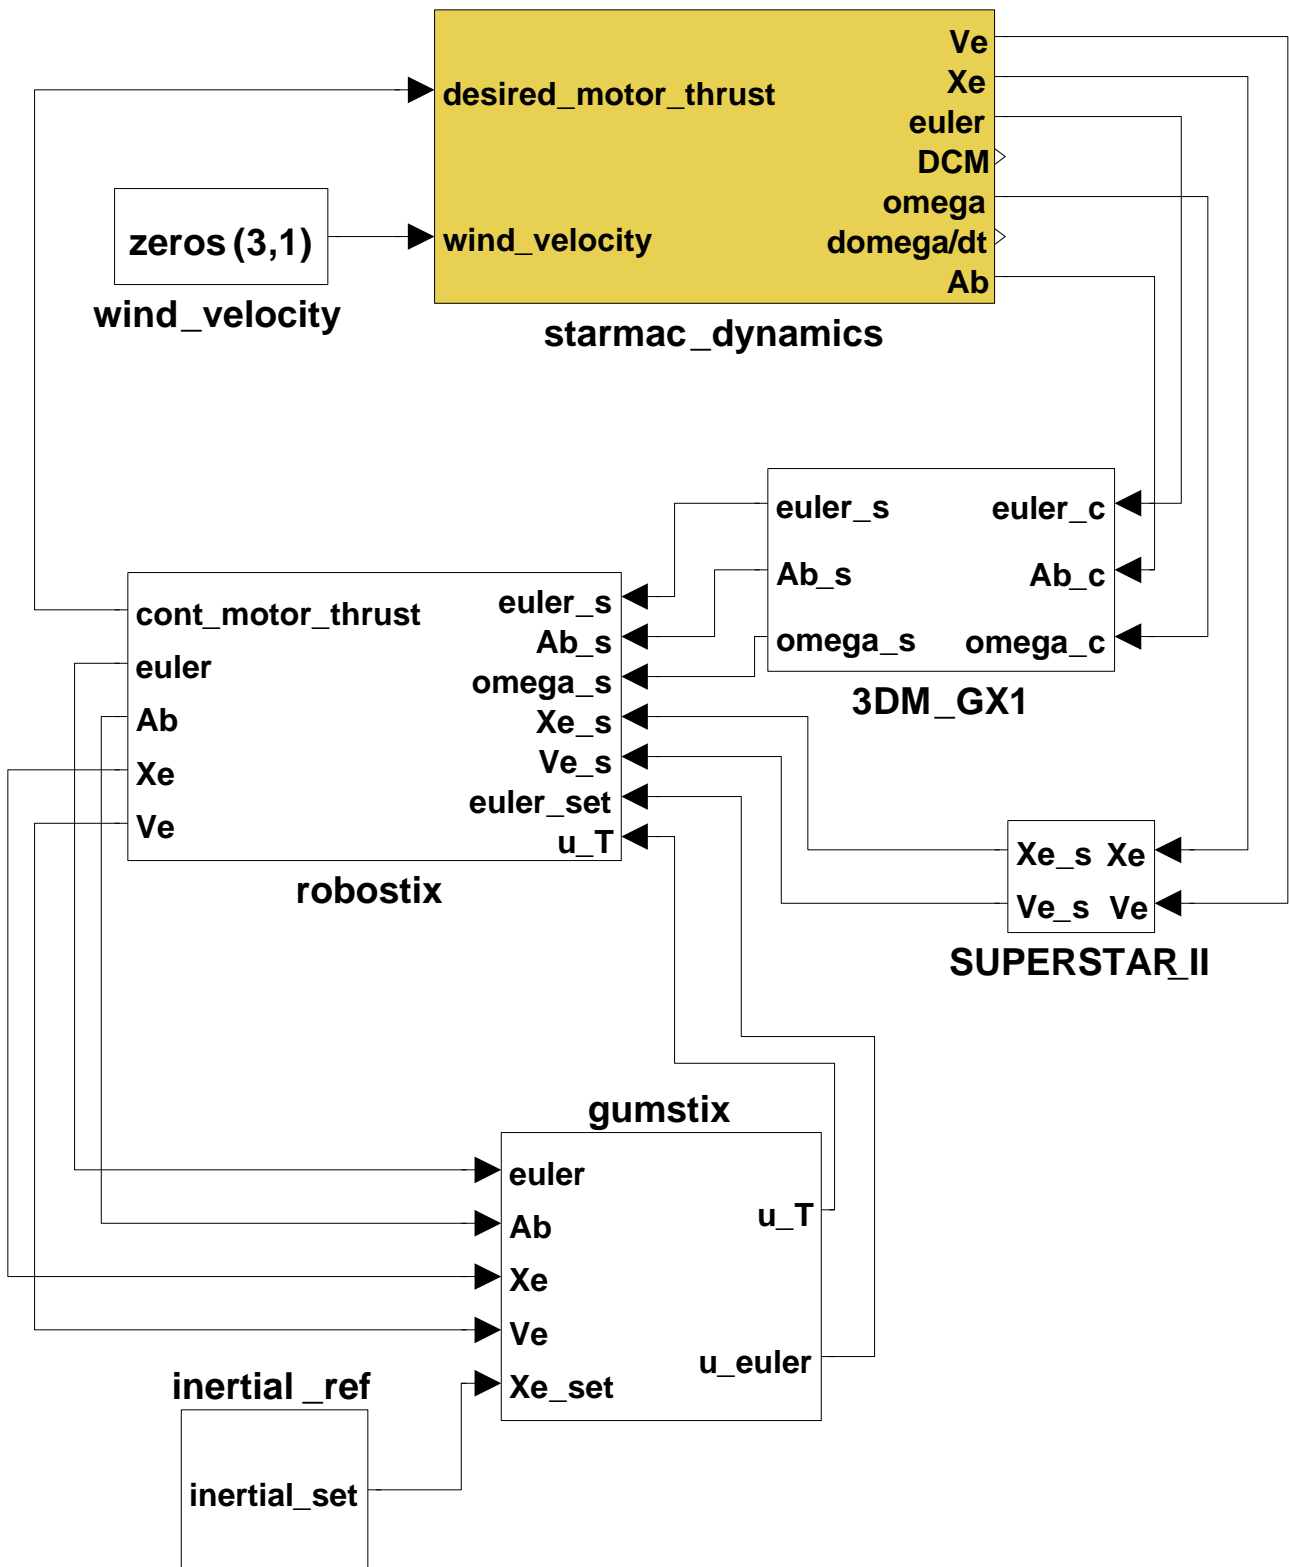 Ve
Xe
desired_motor_thrust
euler
DCM
omega
zeros (3,1)
wind_velocity
domega/dt
Ab
wind_velocity
starmac_dynamics
euler_s
euler_c
Ab_s
Ab_c
omega_s
omega_c
3DM_GX1
cont_motor_thrust
euler
Ab
Xe
Ve
euler_s
Ab_s
omega_s
Xe_s
Ve_s
euler_set
u_T
robostix
Xe_s Xe
Ve_s Ve
SUPERSTAR_II
gumstix
euler
Ab
Xe
Ve
Xe_set
u_T
u_euler
inertial_ref
inertial_set